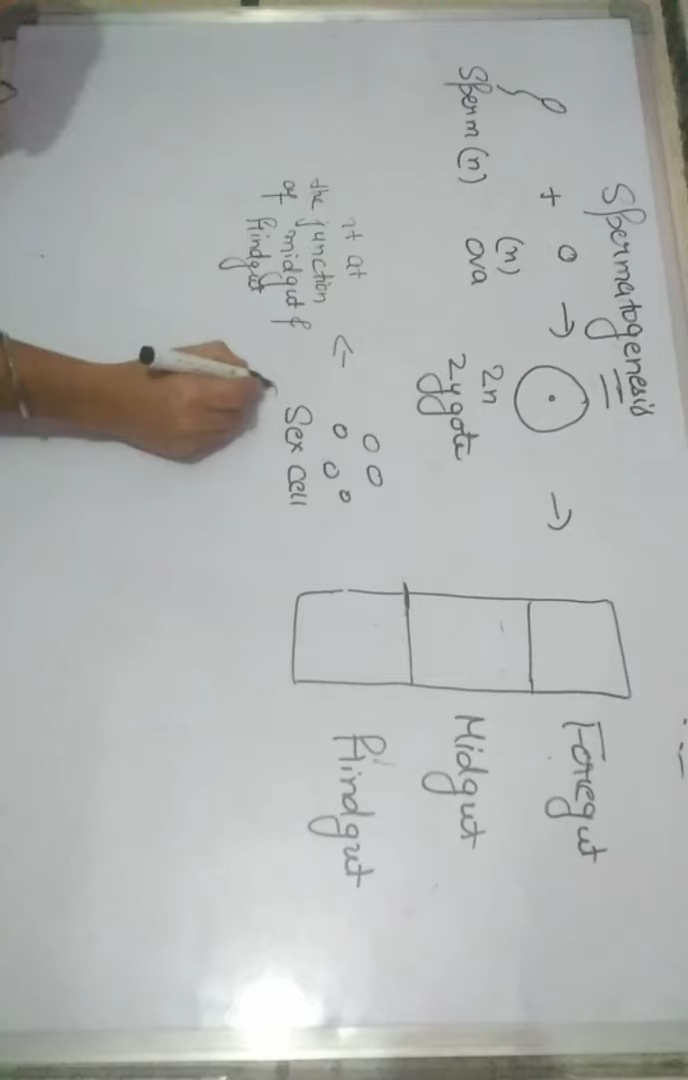 Spermatogenesis
+ →
(n)
Sperm (n) ova
2n
Zygote
→
Foregut
Midgut
Hindgut
Sex cell
←
it at
the junction
of midgut &
Hindgut